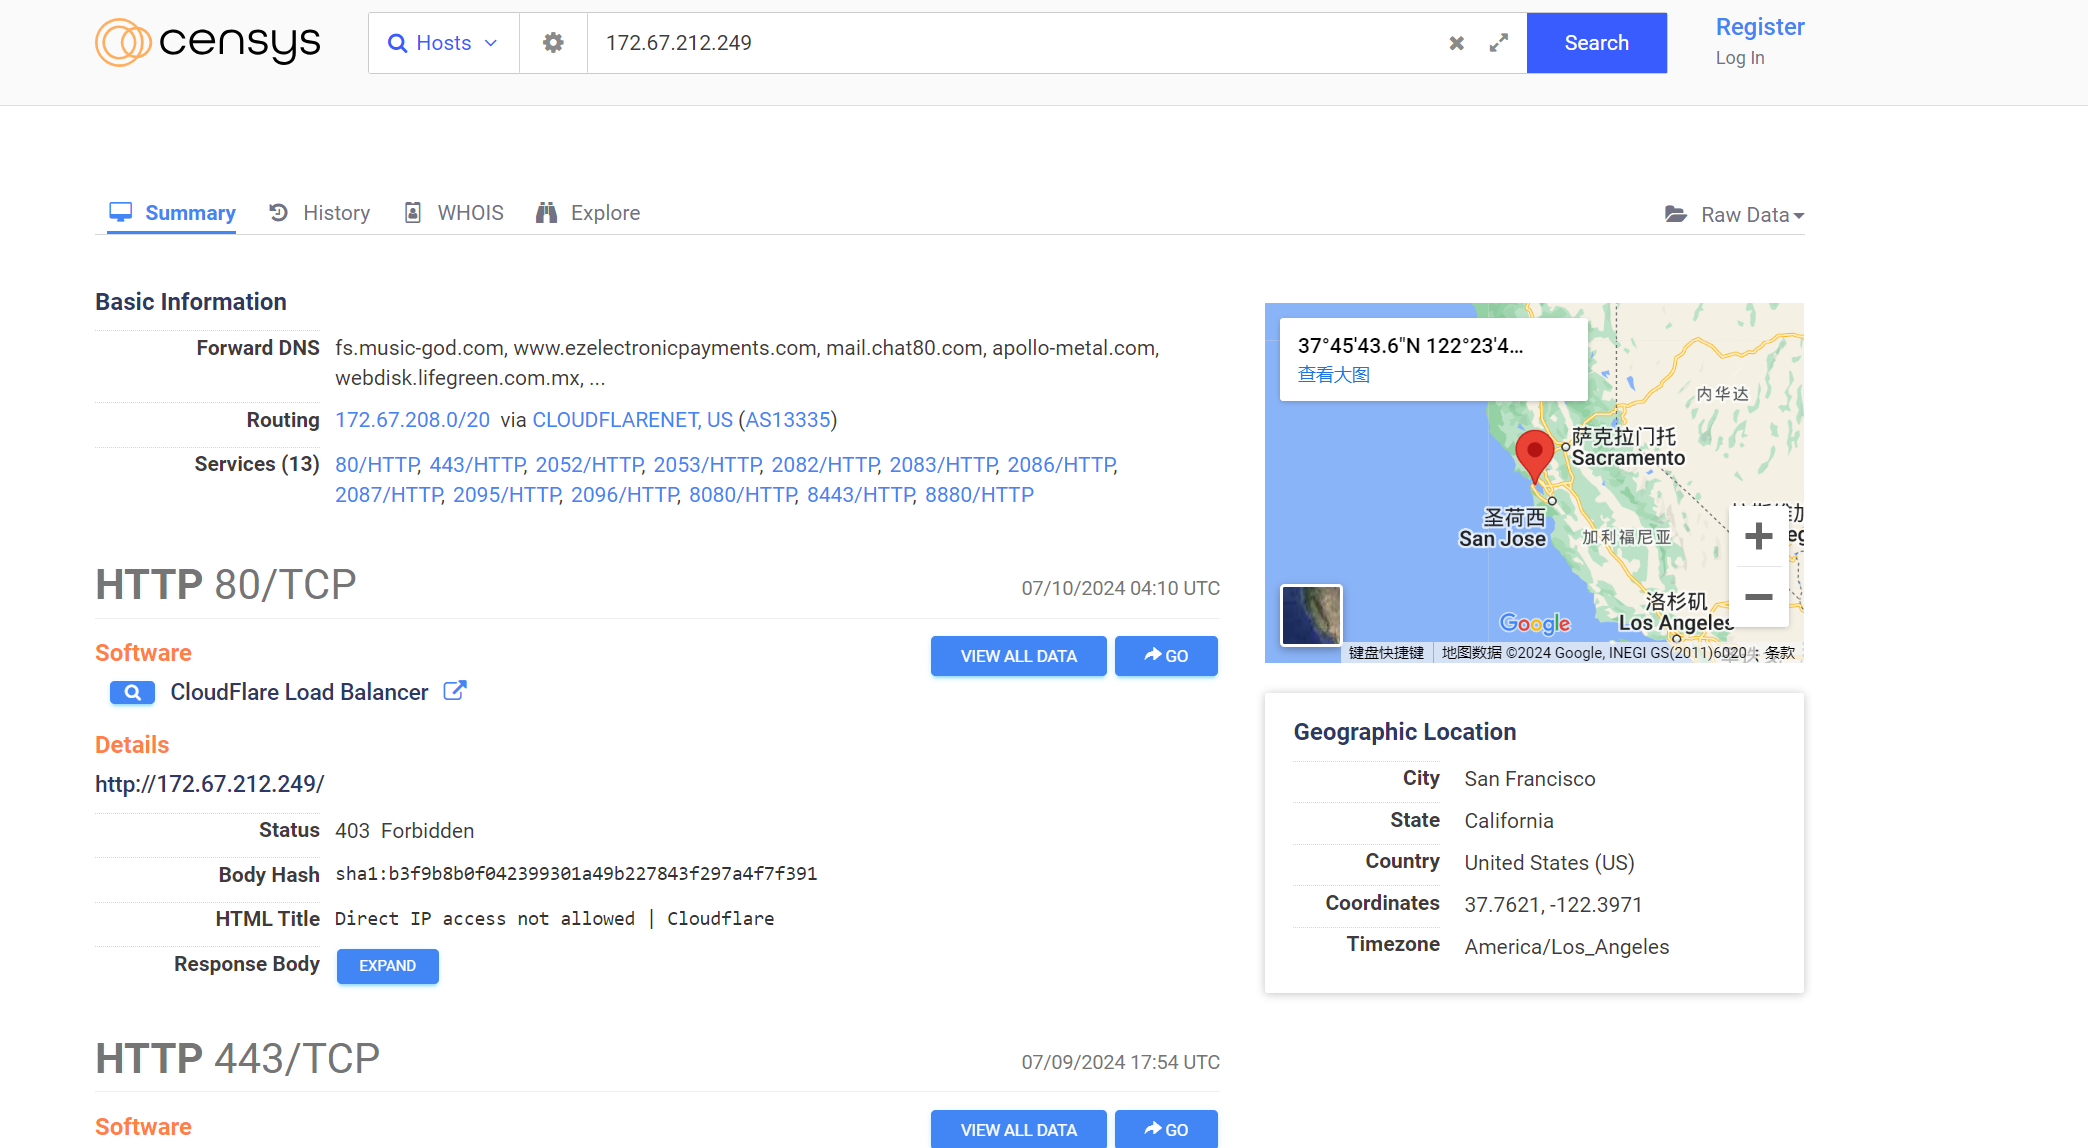 censys
Hosts
172.67.212.249
Search
Register
Log In
Summary
History
WHOIS
Explore
Raw Data
Basic Information
Forward DNS
fs.music-god.com, www.ezelectronicpayments.com, mail.chat80.com, apollo-metal.com,
webdisk.lifegreen.com.mx, ...
Routing
172.67.208.0/20 via CLOUDFLARENET, US (AS13335)
Services (13)
80/HTTP, 443/HTTP, 2052/HTTP, 2053/HTTP, 2082/HTTP, 2083/HTTP, 2086/HTTP,
2087/HTTP, 2095/HTTP, 2096/HTTP, 8080/HTTP, 8443/HTTP, 8880/HTTP
HTTP 80/TCP
07/10/2024 04:10 UTC
Software
VIEW ALL DATA
GO
CloudFlare Load Balancer
Details
http://172.67.212.249/
Status
403 Forbidden
Body Hash
sha1:b3f9b8b0f042399301a49b227843f297a4f7f391
HTML Title
Direct IP access not allowed | Cloudflare
Response Body
EXPAND
HTTP 443/TCP
07/09/2024 17:54 UTC
Software
VIEW ALL DATA
GO
37°45'43.6"N 122°23'4...
查看大图
内华达
萨克拉门托
Sacramento
圣荷西
San Jose
加利福尼亚
洛杉矶
Los Angeles
Google
键盘快捷键
地图数据 ©2024 Google, INEGI GS(2011)6020
条款
Geographic Location
City
San Francisco
State
California
Country
United States (US)
Coordinates
37.7621, -122.3971
Timezone
America/Los_Angeles